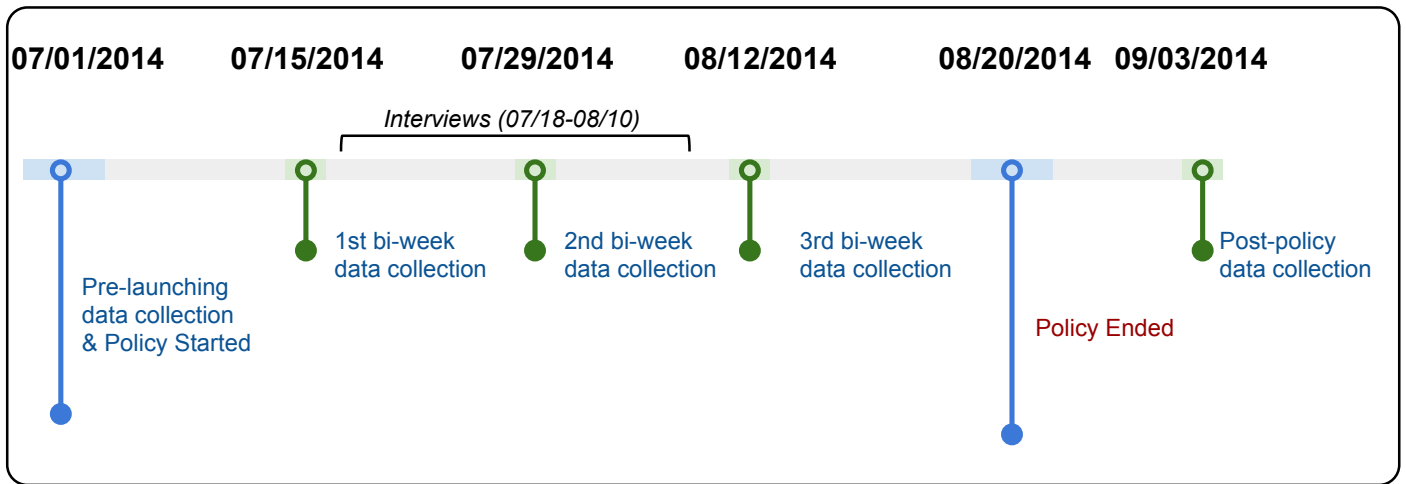 07/01/2014 07/15/2014 07/29/2014 08/12/2014 08/20/2014 09/03/2014
Interviews (07/18-08/10)
Pre-launching
data collection
& Policy Started
1st bi-week
data collection
2nd bi-week
data collection
3rd bi-week
data collection
Policy Ended
Post-policy
data collection